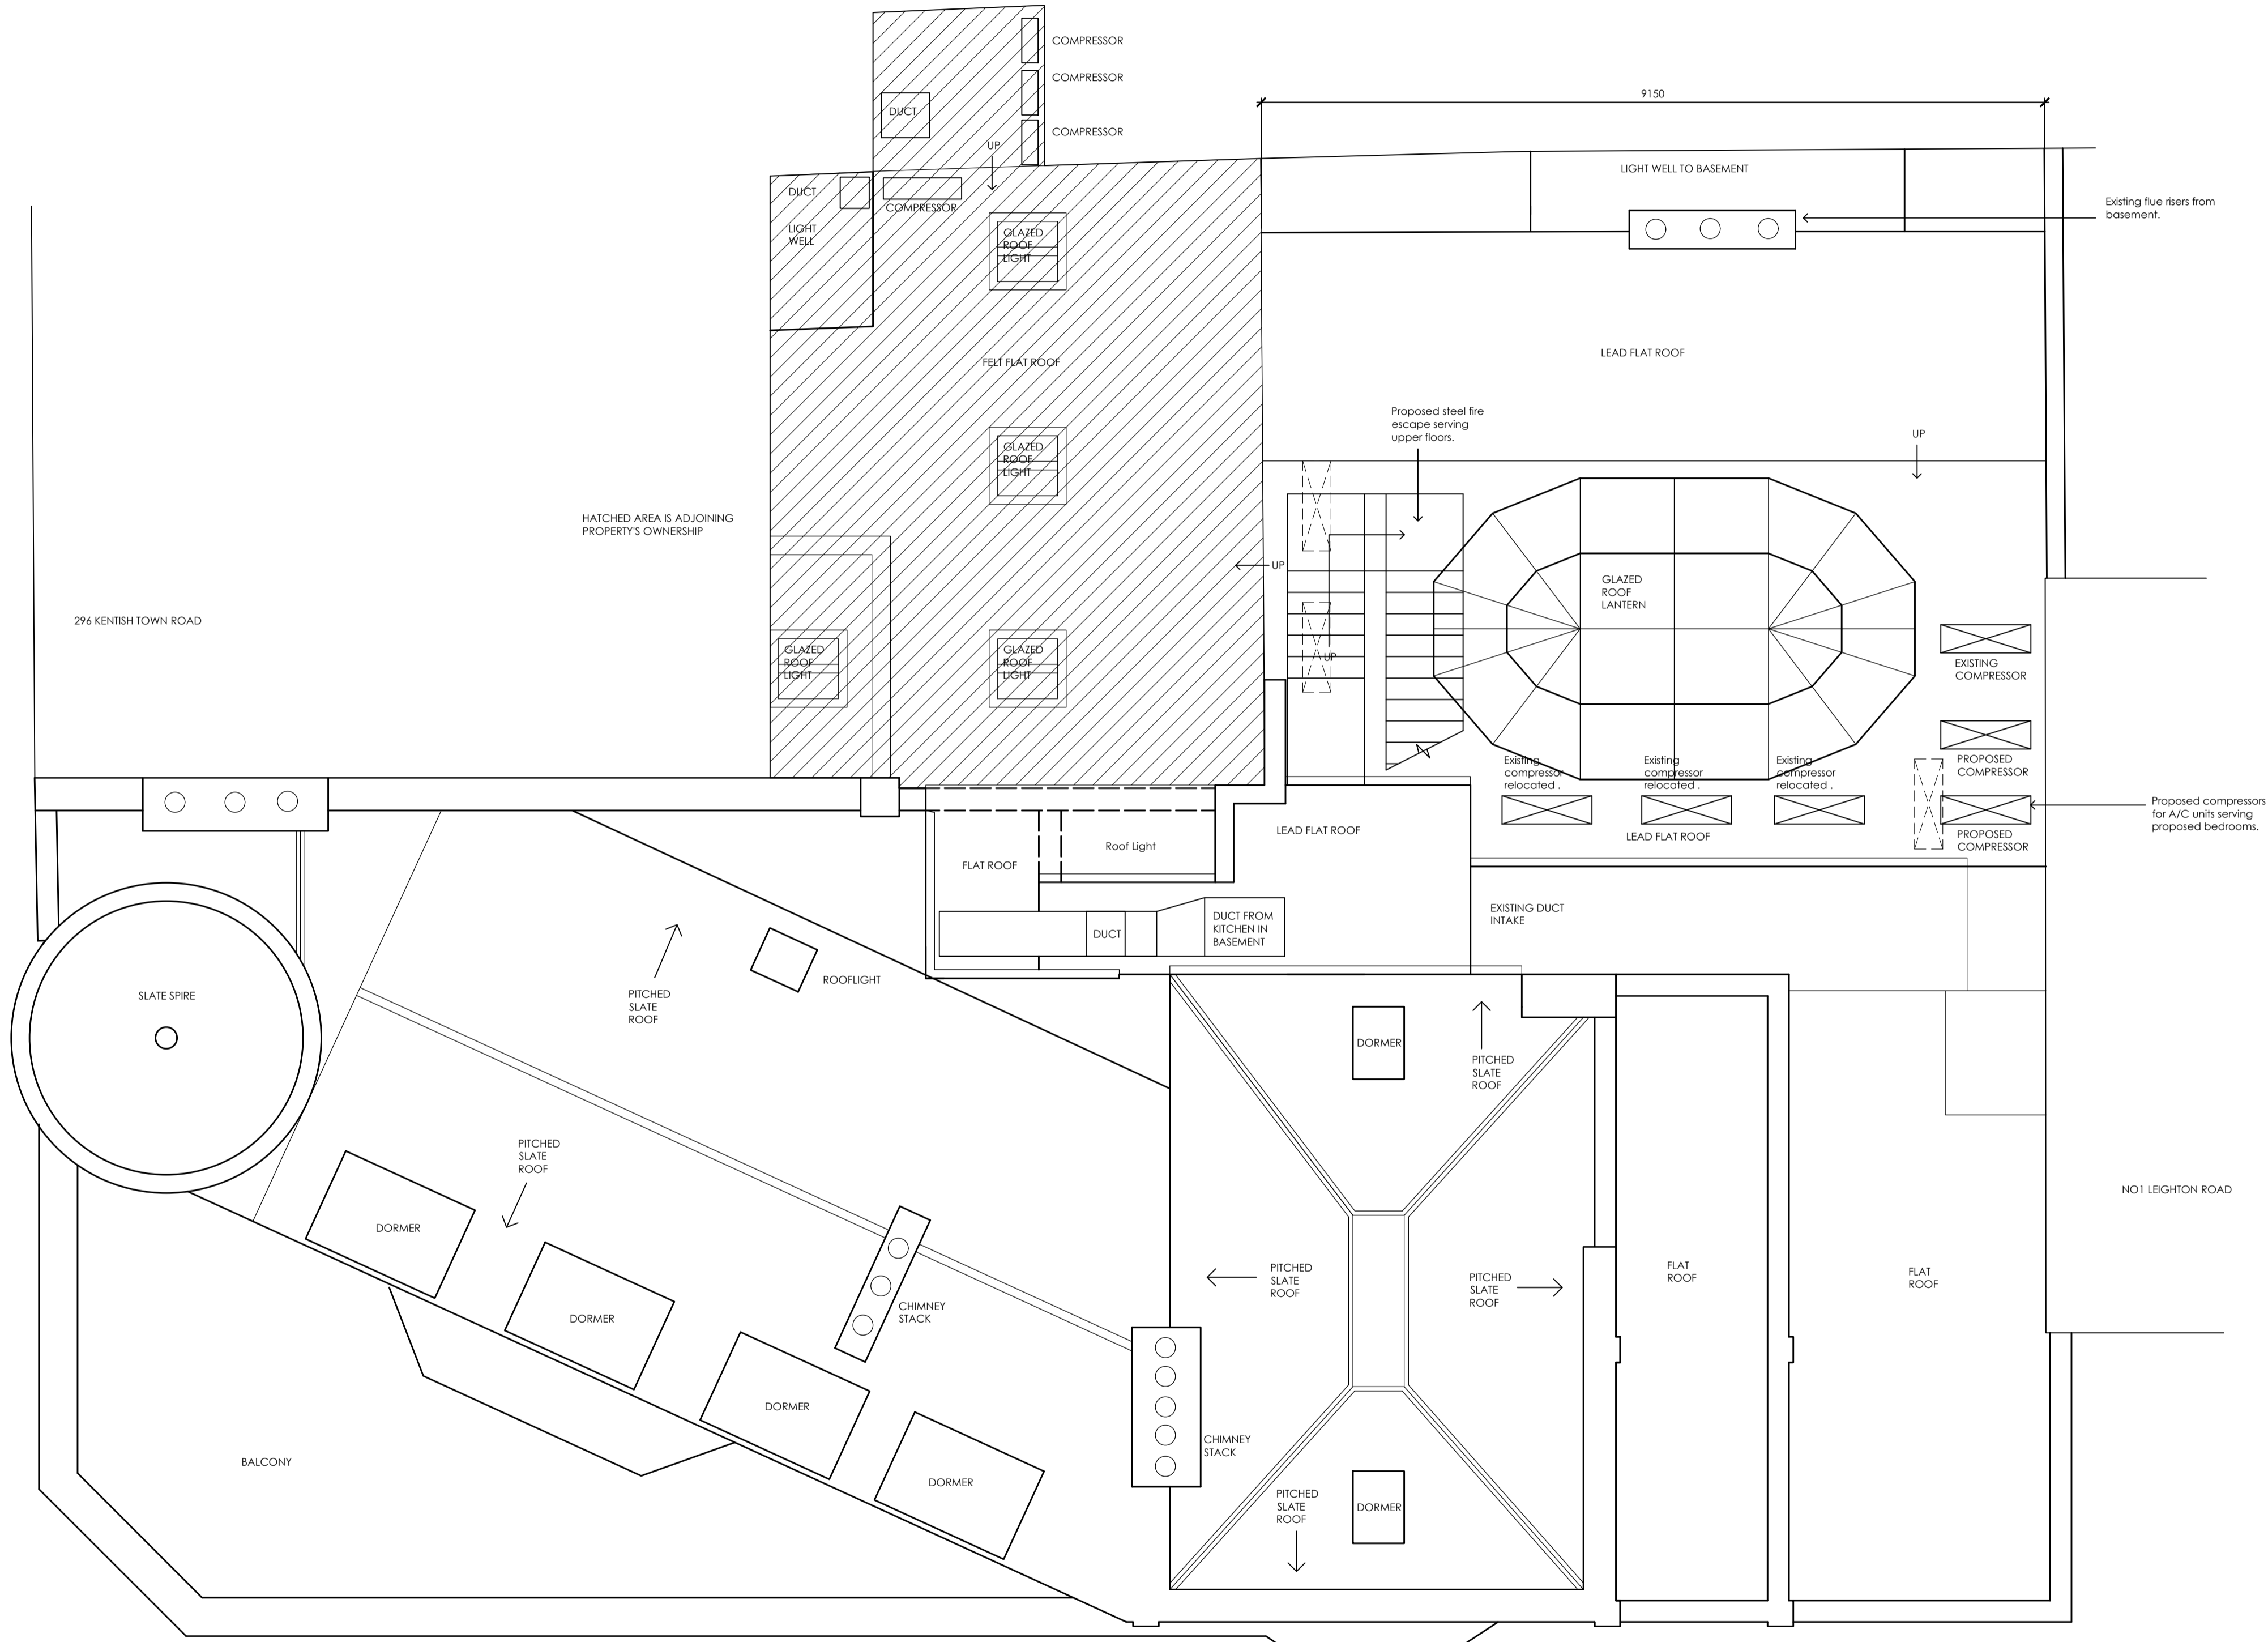 COMPRESSOR
COMPRESSOR
COMPRESSOR
DUCT
UP
9150
LIGHT WELL TO BASEMENT
Existing flue risers from
basement.
DUCT
COMPRESSOR
LIGHT
WELL
GLAZED
ROOF
LIGHT
FELT FLAT ROOF
LEAD FLAT ROOF
Proposed steel fire
escape serving
upper floors.
UP
GLAZED
ROOF
LIGHT
HATCHED AREA IS ADJOINING
PROPERTY'S OWNERSHIP
UP
GLAZED
ROOF
LANTERN
296 KENTISH TOWN ROAD
GLAZED
ROOF
LIGHT
GLAZED
ROOF
LIGHT
UP
EXISTING
COMPRESSOR
Existing
compressor
relocated .
Existing
compressor
relocated .
Existing
compressor
relocated .
PROPOSED
COMPRESSOR
Proposed compressors
for A/C units serving
proposed bedrooms.
LEAD FLAT ROOF
LEAD FLAT ROOF
PROPOSED
COMPRESSOR
Roof Light
FLAT ROOF
EXISTING DUCT
INTAKE
DUCT
DUCT FROM
KITCHEN IN
BASEMENT
SLATE SPIRE
PITCHED
SLATE
ROOF
ROOFLIGHT
DORMER
PITCHED
SLATE
ROOF
PITCHED
SLATE
ROOF
NO1 LEIGHTON ROAD
DORMER
DORMER
CHIMNEY
STACK
PITCHED
SLATE
ROOF
PITCHED
SLATE
ROOF
FLAT
ROOF
FLAT
ROOF
DORMER
CHIMNEY
STACK
BALCONY
DORMER
PITCHED
SLATE
ROOF
DORMER